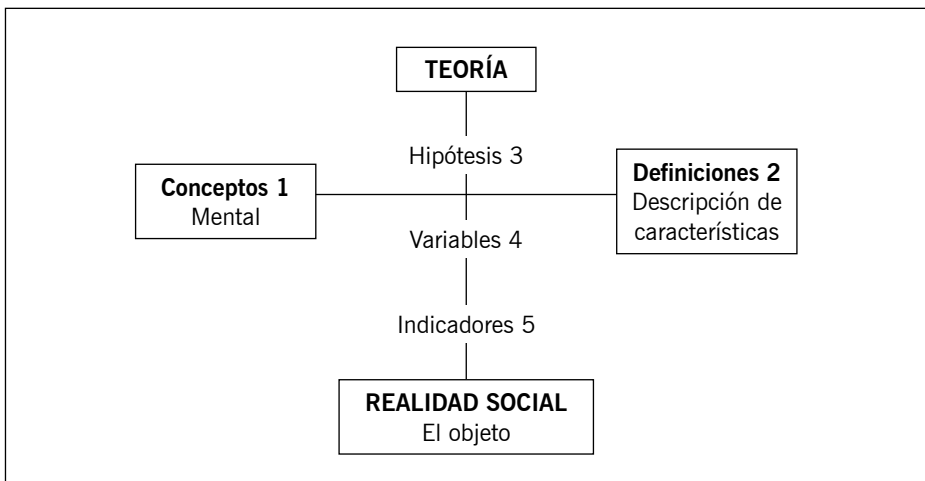 TEORÍA
Hipótesis 3
Conceptos 1
Mental
Definiciones 2
Descripción de
características
Variables 4
Indicadores 5
REALIDAD SOCIAL
El objeto